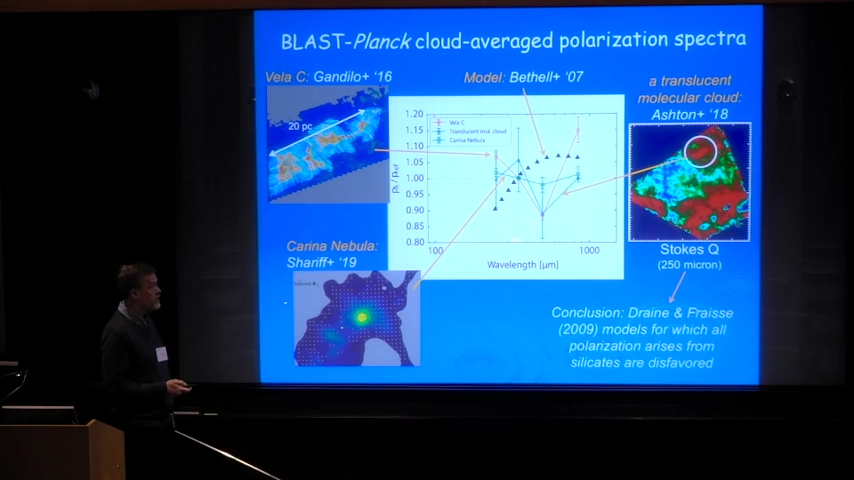 BLAST-Planck cloud-averaged polarization spectra
Vela C: Gandilo+ ‘16
Model: Bethell+ ‘07
a translucent
molecular cloud:
Ashton+ ‘18
20 pc
1.20
1.15
1.10
1.05
1.00
0.95
0.90
0.85
0.80
pλ / pref
Vela C
Translucent mol. cloud
Carina Nebula
100
1000
Wavelength [µm]
Carina Nebula:
Shariff+ ‘19
Stokes Q
(250 micron)
Conclusion: Draine & Fraisse
(2009) models for which all
polarization arises from
silicates are disfavored